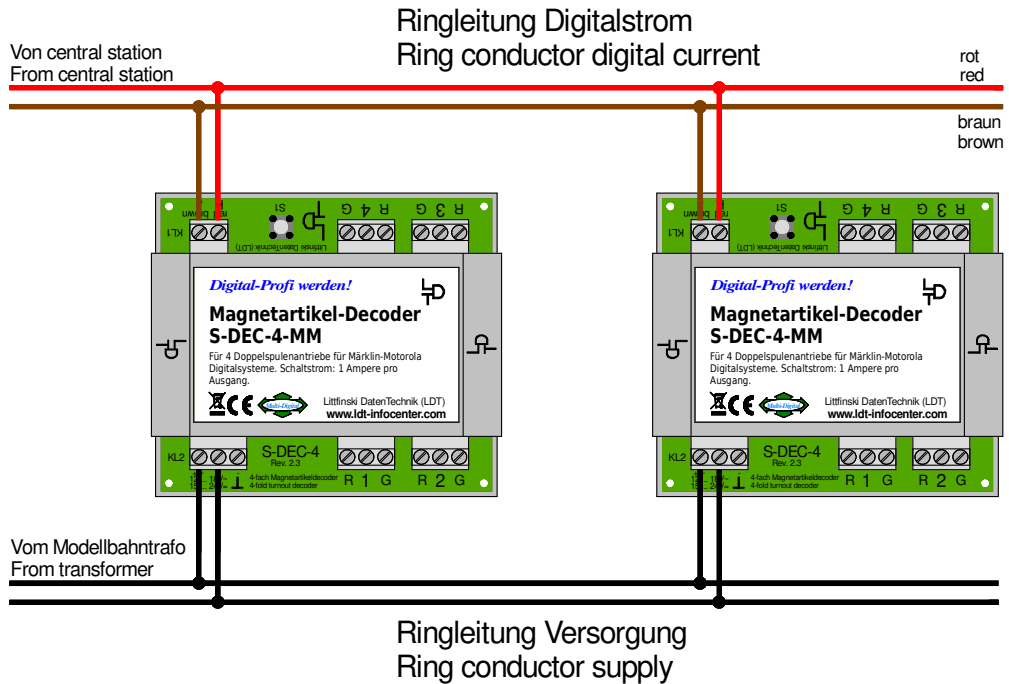 Ringleitung Digitalstrom
Ring conductor digital current
Von central station
From central station
rot
red
braun
brown
red brown
S1
G 4 R
G 3 R
KL1
Littfinski DatenTechnik (LDT)
Digital-Profi werden!
Magnetartikel-Decoder
S-DEC-4-MM
Für 4 Doppelspulenantriebe für Märklin-Motorola
Digitalsysteme. Schaltstrom: 1 Ampere pro
Ausgang.
CE
Multi-Digital
Littfinski DatenTechnik (LDT)
www.ldt-infocenter.com
KL2
S-DEC-4
Rev. 2.3
4-fach Magnetartikeldecoder
4-fold turnout decoder
R 1 G
R 2 G
red brown
S1
G 4 R
G 3 R
KL1
Littfinski DatenTechnik (LDT)
Digital-Profi werden!
Magnetartikel-Decoder
S-DEC-4-MM
Für 4 Doppelspulenantriebe für Märklin-Motorola
Digitalsysteme. Schaltstrom: 1 Ampere pro
Ausgang.
CE
Multi-Digital
Littfinski DatenTechnik (LDT)
www.ldt-infocenter.com
KL2
S-DEC-4
Rev. 2.3
4-fach Magnetartikeldecoder
4-fold turnout decoder
R 1 G
R 2 G
Vom Modellbahntrafo
From transformer
Ringleitung Versorgung
Ring conductor supply